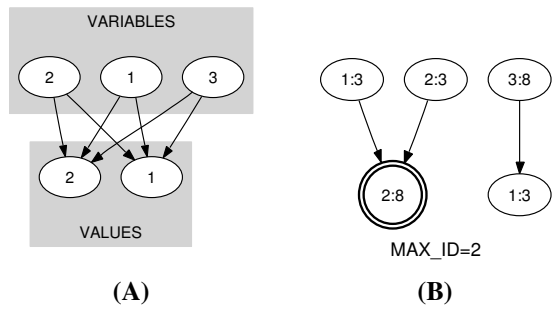 VARIABLES
2 1 3
2 1
VALUES
(A)
1:3 2:3 3:8
2:8 1:3
MAX_ID=2
(B)